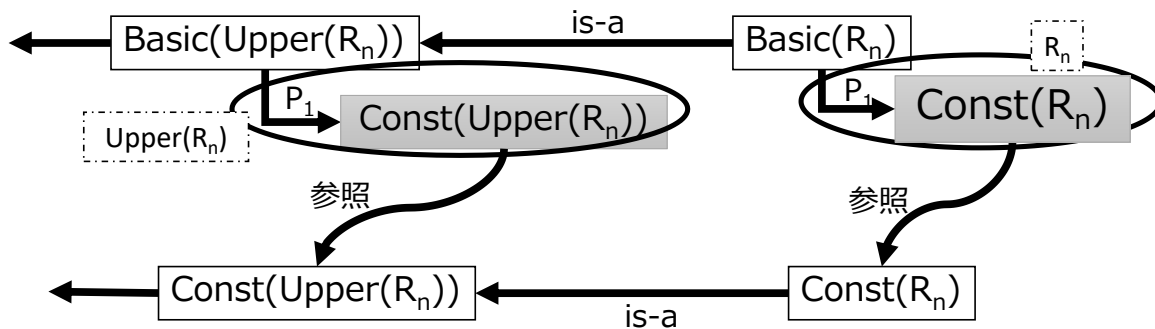 is-a
Basic(Upper(Rₙ))
Basic(Rₙ)
Rₙ
P₁
Const(Upper(Rₙ))
P₁
Const(Rₙ)
Upper(Rₙ)
参照
参照
Const(Upper(Rₙ))
Const(Rₙ)
is-a